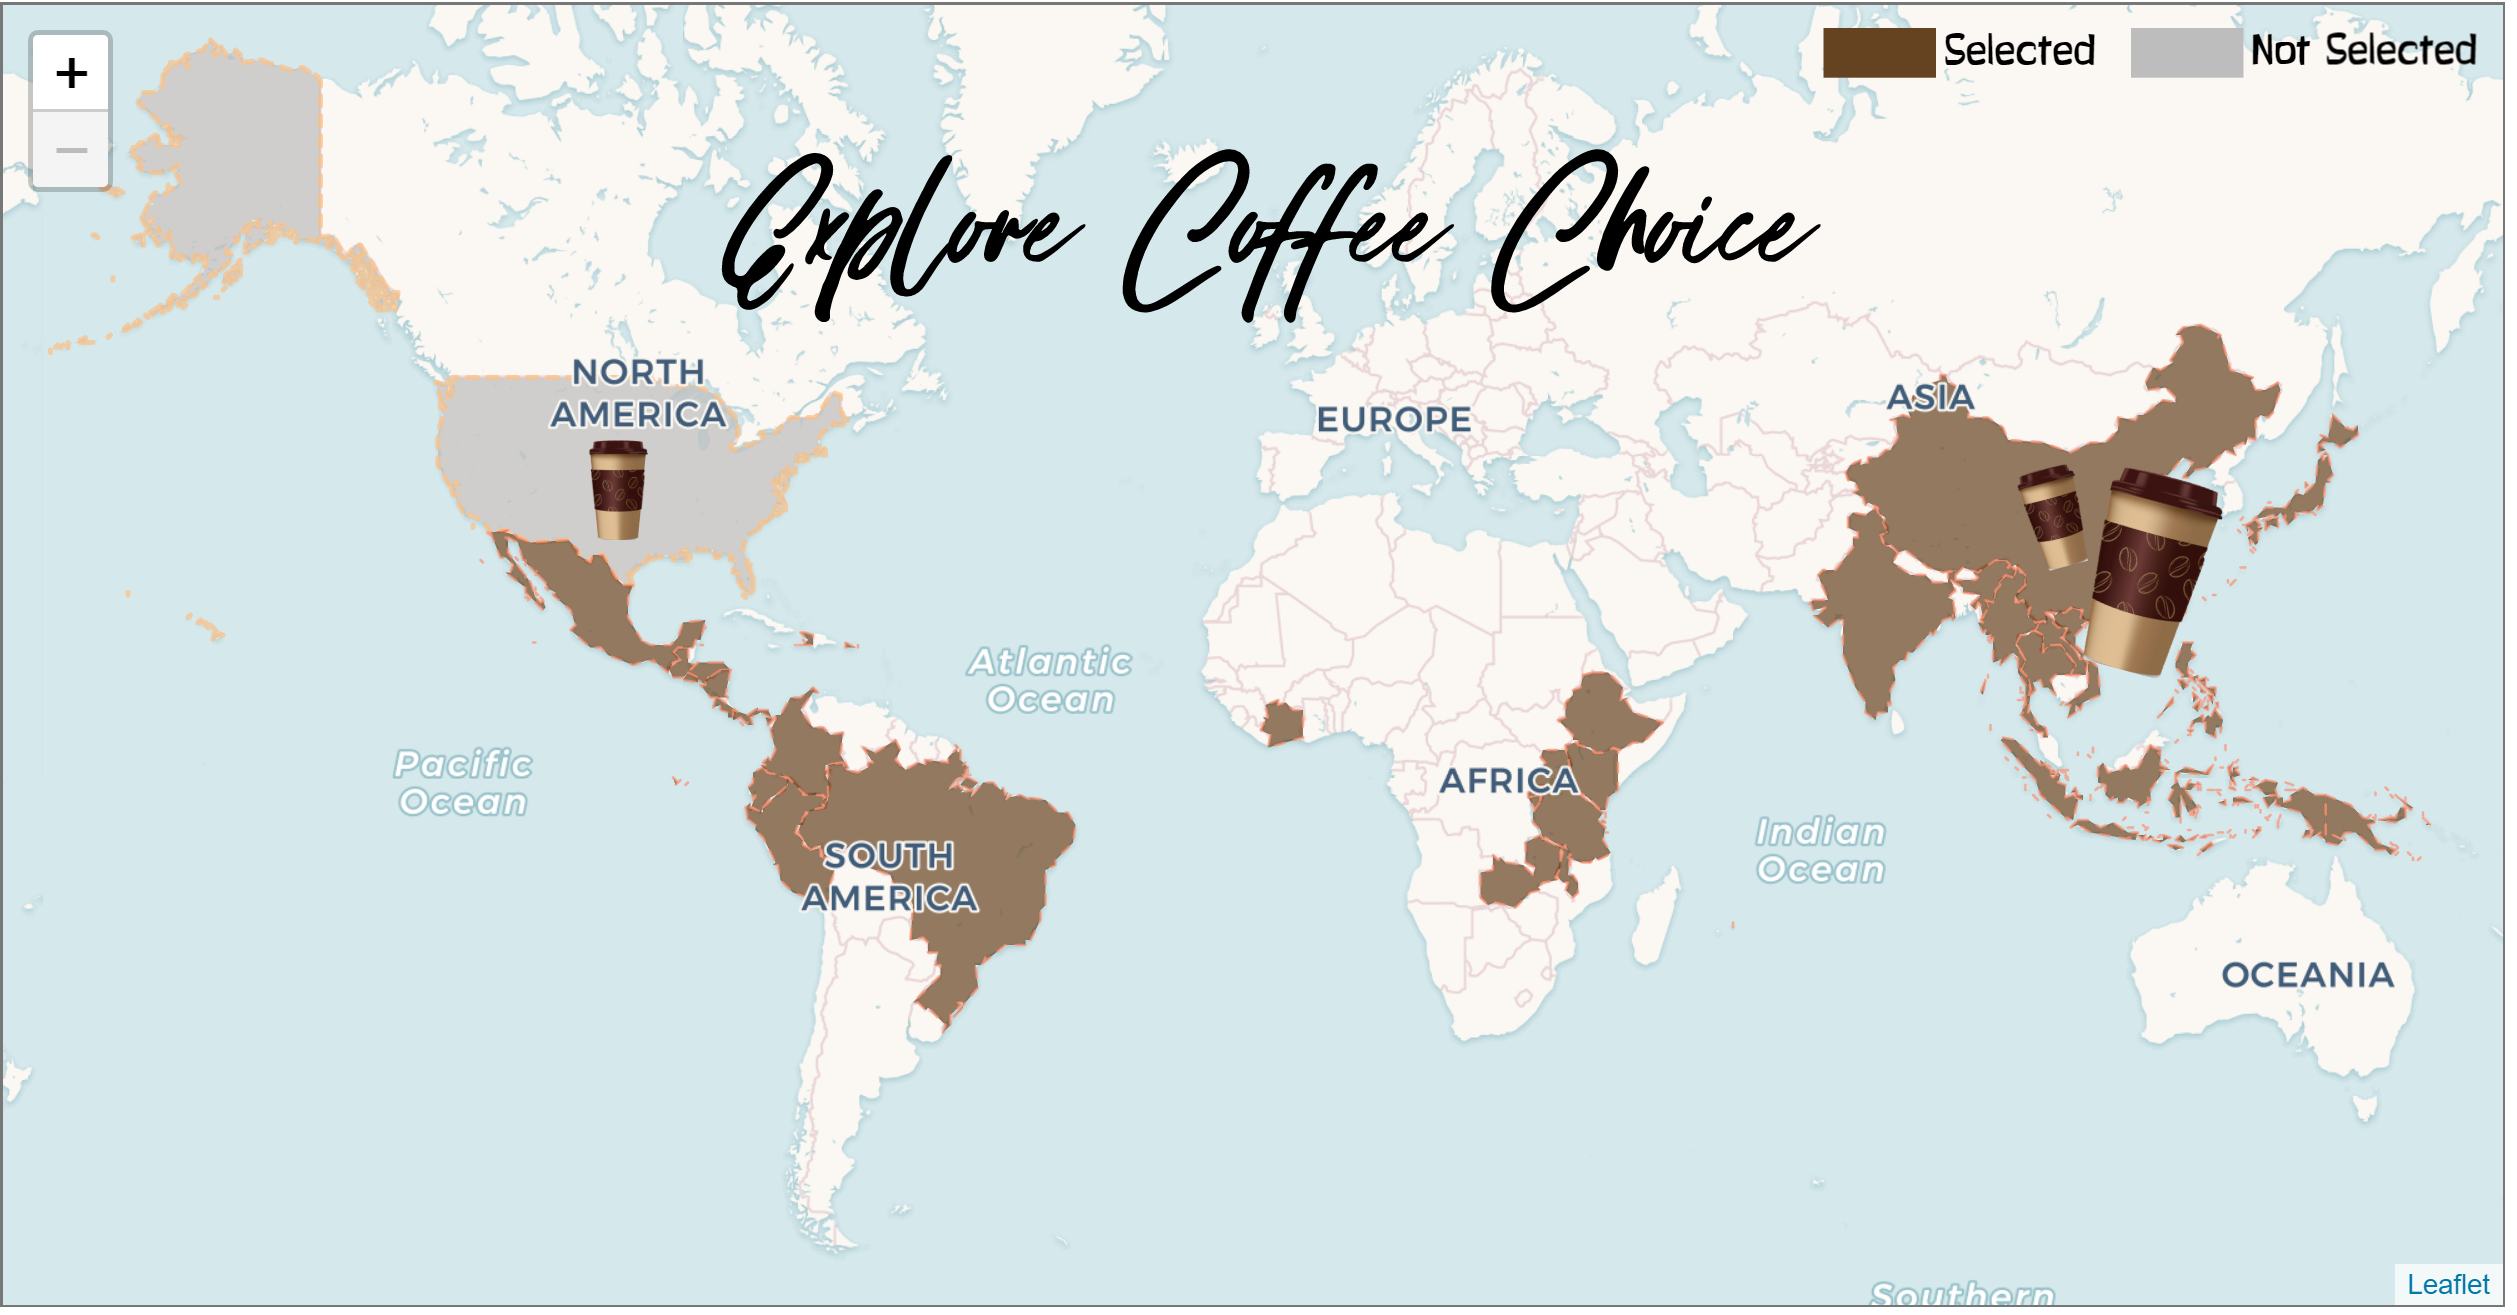 +
−
Selected
Not Selected
Explore Coffee Choice
NORTH
AMERICA
EUROPE
ASIA
Atlantic
Ocean
Pacific
Ocean
AFRICA
SOUTH
AMERICA
Indian
Ocean
OCEANIA
Southern
Leaflet